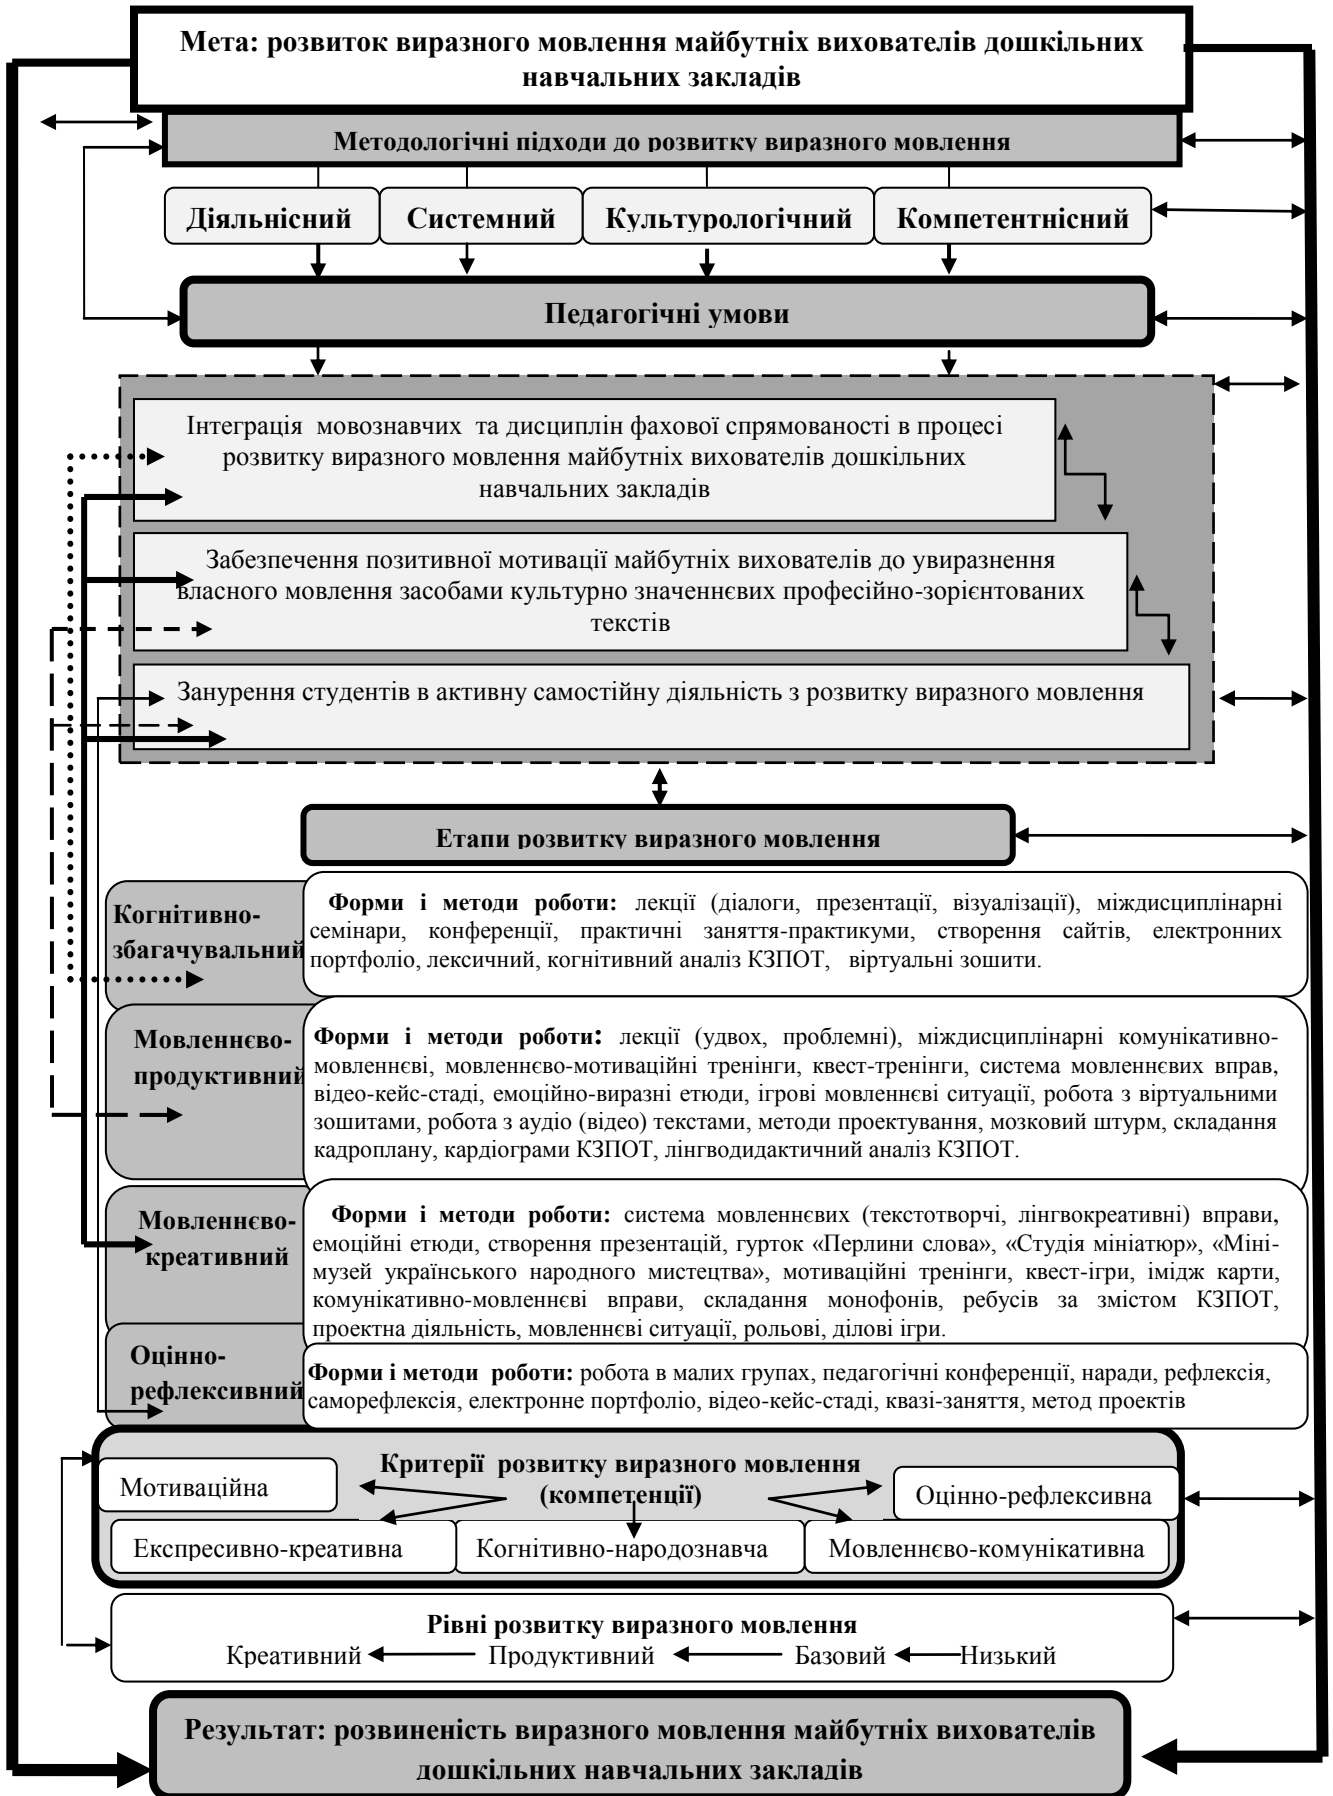 Мета: розвиток виразного мовлення майбутніх вихователів дошкільних
навчальних закладів
Методологічні підходи до розвитку виразного мовлення
Діяльнісний Системний Культурологічний Компетентнісний
Педагогічні умови
Інтеграція мовознавчих та дисциплін фахової спрямованості в процесі
розвитку виразного мовлення майбутніх вихователів дошкільних
навчальних закладів
Забезпечення позитивної мотивації майбутніх вихователів до увиразнення
власного мовлення засобами культурно значеннєвих професійно-зорієнтованих
текстів
Занурення студентів в активну самостійну діяльність з розвитку виразного мовлення
Етапи розвитку виразного мовлення
Когнітивно-
збагачувальний
Форми і методи роботи: лекції (діалоги, презентації, візуалізації), міждисциплінарні
семінари, конференції, практичні заняття-практикуми, створення сайтів, електронних
портфоліо, лексичний, когнітивний аналіз КЗПОТ, віртуальні зошити.
Мовленнєво-
продуктивний
Форми і методи роботи: лекції (удвох, проблемні), міждисциплінарні комунікативно-
мовленнєві, мовленнєво-мотиваційні тренінги, квест-тренінги, система мовленнєвих вправ,
відео-кейс-стаді, емоційно-виразні етюди, ігрові мовленнєві ситуації, робота з віртуальними
зошитами, робота з аудіо (відео) текстами, методи проектування, мозковий штурм, складання
кадроплану, кардіограми КЗПОТ, лінгводидактичний аналіз КЗПОТ.
Мовленнєво-
креативний
Форми і методи роботи: система мовленнєвих (текстотворчі, лінгвокреативні) вправи,
емоційні етюди, створення презентацій, гурток «Перлини слова», «Студія мініатюр», «Міні-
музей українського народного мистецтва», мотиваційні тренінги, квест-ігри, імідж карти,
комунікативно-мовленнєві вправи, складання монофонів, ребусів за змістом КЗПОТ,
проектна діяльність, мовленнєві ситуації, рольові, ділові ігри.
Оцінно-
рефлексивний
Форми і методи роботи: робота в малих групах, педагогічні конференції, наради, рефлексія,
саморефлексія, електронне портфоліо, відео-кейс-стаді, квазі-заняття, метод проектів
Критерії розвитку виразного мовлення
(компетенції)
Мотиваційна
Оцінно-рефлексивна
Експресивно-креативна Когнітивно-народознавча Мовленнєво-комунікативна
Рівні розвитку виразного мовлення
Креативний Продуктивний Базовий Низький
Результат: розвиненість виразного мовлення майбутніх вихователів
дошкільних навчальних закладів